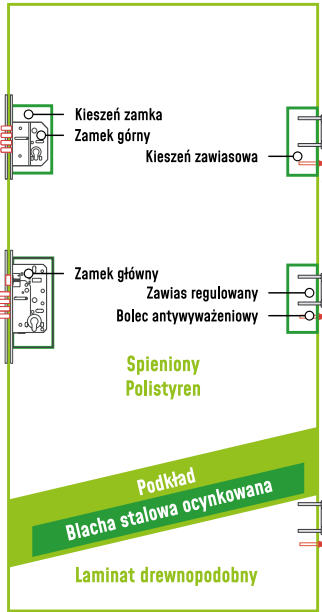 Kieszeń zamka
Zamek górny
Kieszeń zawiasowa
Zamek główny
Zawias regulowany
Bolec antywyważeniowy
Spieniony
Polistyren
Podkład
Blacha stalowa ocynkowana
Laminat drewnopodobny